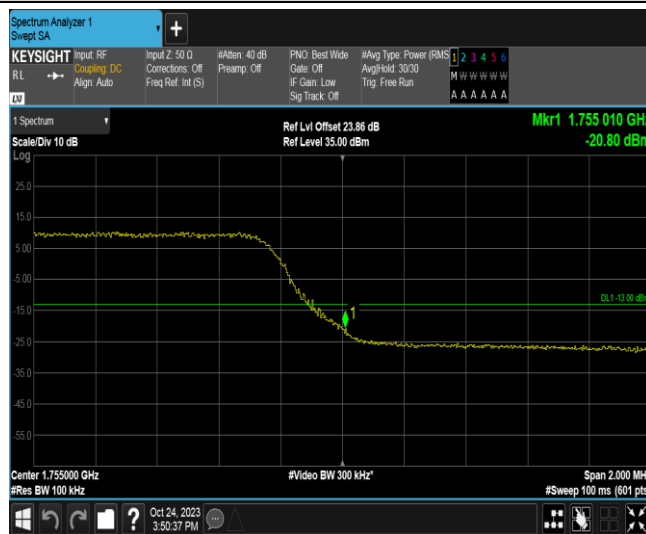 Spectrum Analyzer 1
Swept SA
+
KEYSIGHT
RL
LXI
Input: RF
Coupling: DC
Align: Auto
Input Z: 50 Ω
Corrections: Off
Freq Ref: Int (S)
#Atten: 40 dB
Preamp: Off
PNO: Best Wide
Gate: Off
IF Gain: Low
Sig Track: Off
#Avg Type: Power (RMS
Avg|Hold: 30/30
Trig: Free Run
1 2 3 4 5 6
M W W W W W
A A A A A A
1 Spectrum
Scale/Div 10 dB
Ref Lvl Offset 23.86 dB
Ref Level 35.00 dBm
Mkr1 1.755 010 GHz
-20.80 dBm
Log
25.0
15.0
5.00
-5.00
DL1 -13.00 dBm
-15.0
1
-25.0
-35.0
-45.0
-55.0
Center 1.755000 GHz
#Video BW 300 kHz*
Span 2.000 MH
#Res BW 100 kHz
#Sweep 100 ms (601 pts
?
Oct 24, 2023
3:50:37 PM